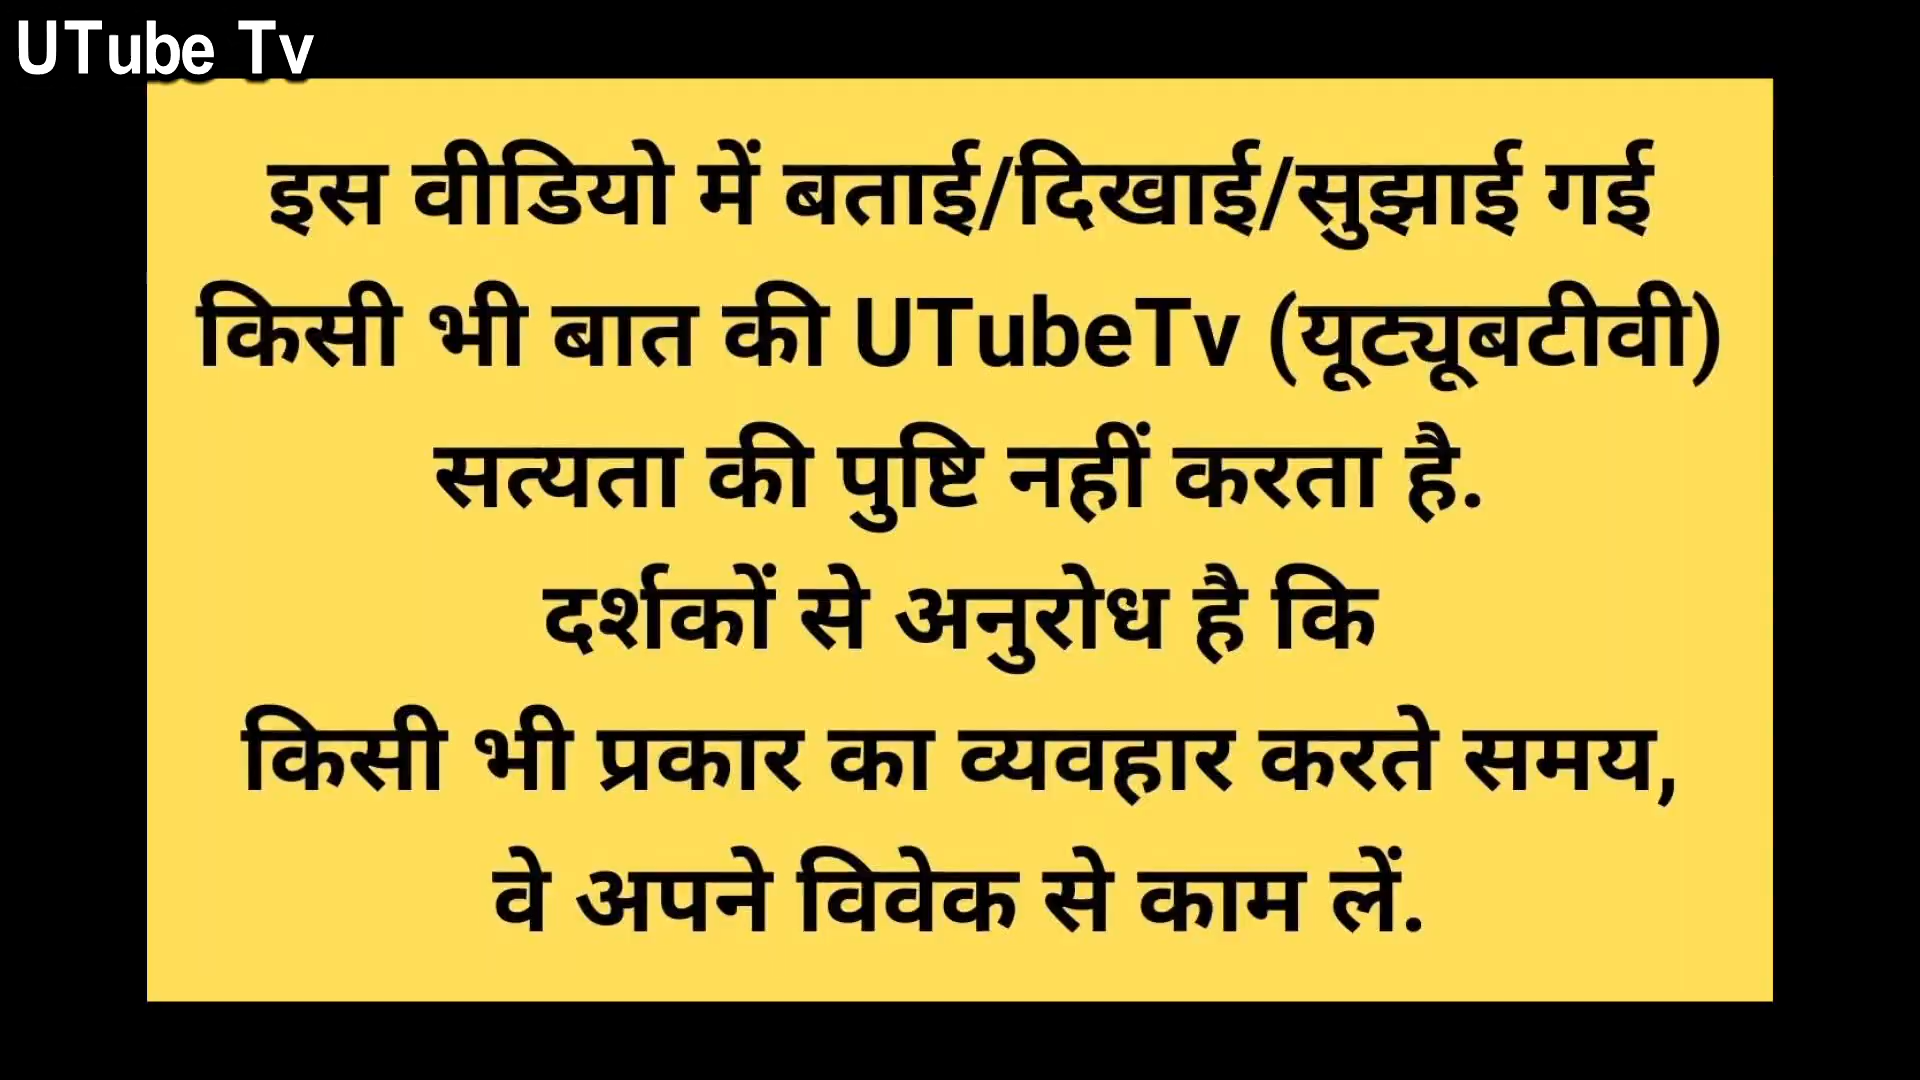 UTube Tv
इस वीडियो में बताई/दिखाई/सुझाई गई
किसी भी बात की UTubeTv (यूट्यूबटीवी)
सत्यता की पुष्टि नहीं करता है.
दर्शकों से अनुरोध है कि
किसी भी प्रकार का व्यवहार करते समय,
वे अपने विवेक से काम लें.